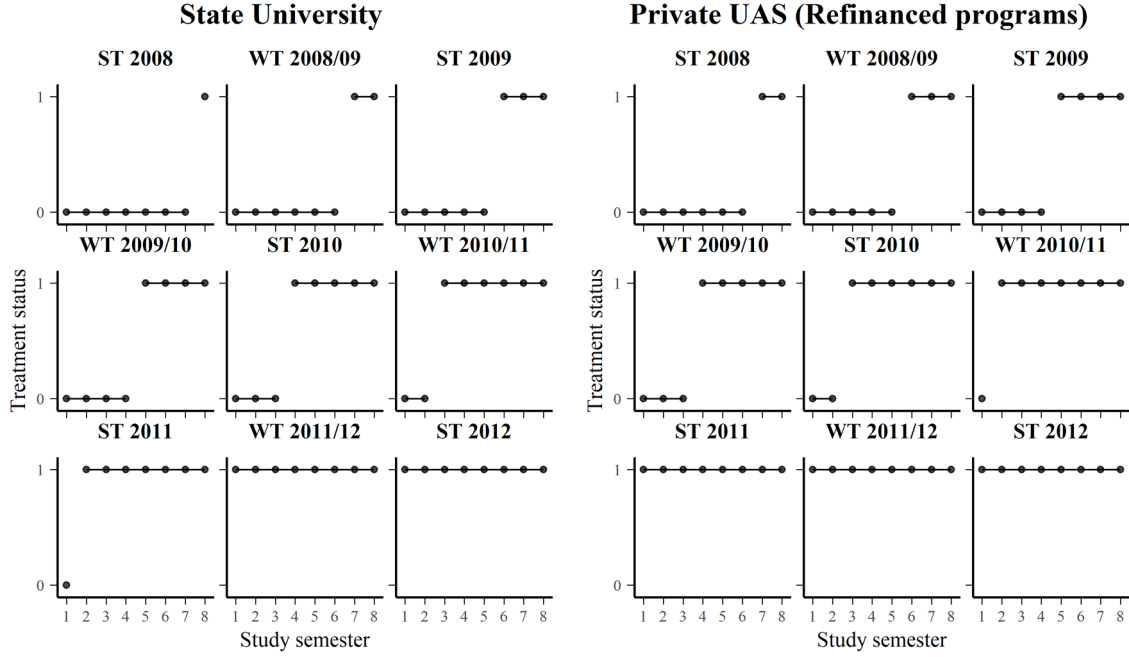 State University
ST 2008 WT 2008/09 ST 2009
1
0
WT 2009/10 ST 2010 WT 2010/11
1
0
ST 2011 WT 2011/12 ST 2012
1
0
1 2 3 4 5 6 7 8 1 2 3 4 5 6 7 8 1 2 3 4 5 6 7 8
Treatment status
Study semester
Private UAS (Refinanced programs)
ST 2008 WT 2008/09 ST 2009
1
0
WT 2009/10 ST 2010 WT 2010/11
1
0
ST 2011 WT 2011/12 ST 2012
1
0
1 2 3 4 5 6 7 8 1 2 3 4 5 6 7 8 1 2 3 4 5 6 7 8
Treatment status
Study semester